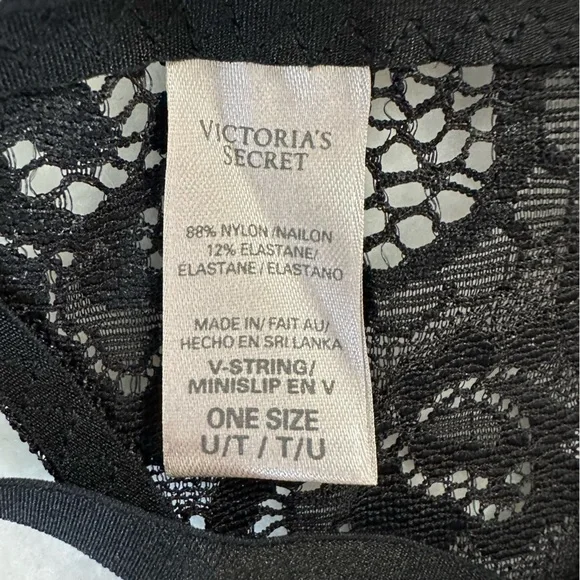 VICTORIA'S
SECRET
88% NYLON /NAILON
12% ELASTANE/
ÉLASTANE / ELASTANO
MADE IN/ FAIT AU/
HECHO EN SRI LANKA
V-STRING/
MINISLIP EN V
ONE SIZE
U/T / T/U